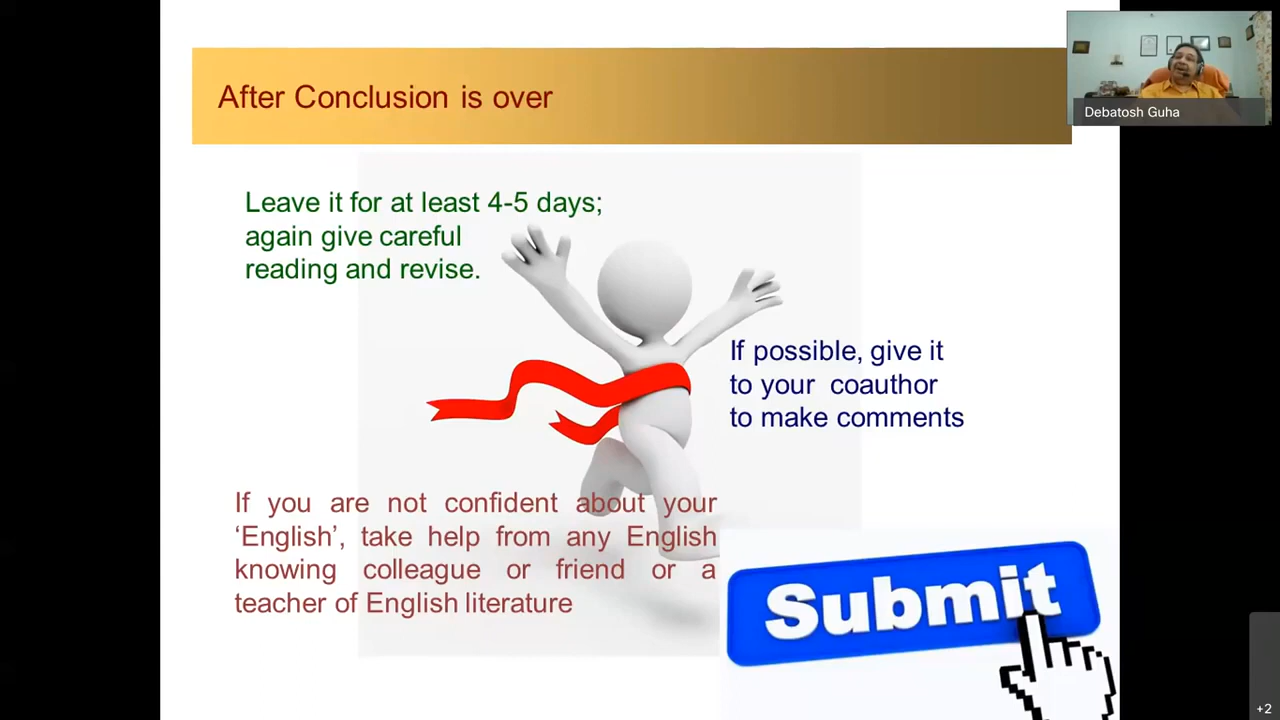 After Conclusion is over
Debatosh Guha
Leave it for at least 4-5 days;
again give careful
reading and revise.
If possible, give it
to your coauthor
to make comments
If you are not confident about your
‘English’, take help from any English
knowing colleague or friend or a
teacher of English literature
Submit
+2